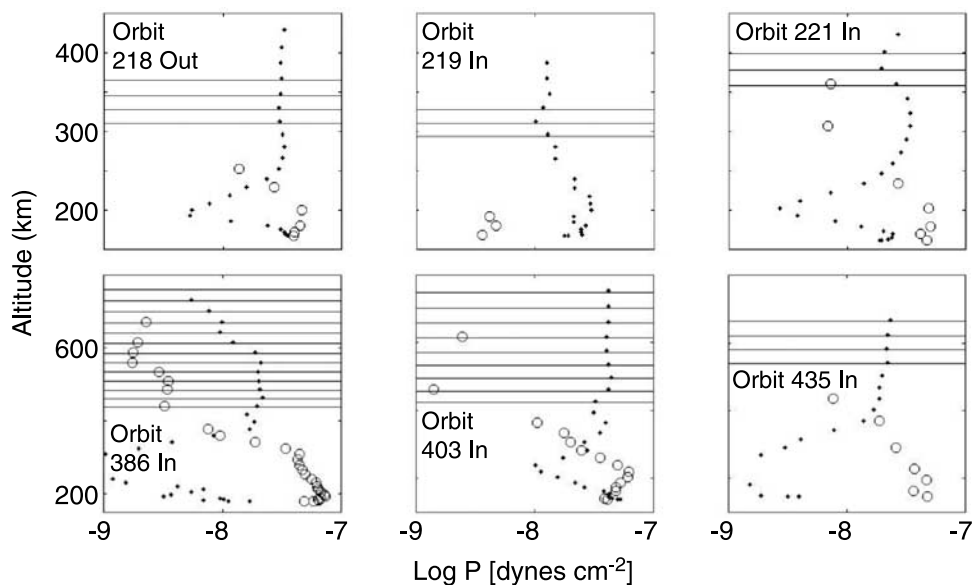 Orbit
218 Out
Orbit
219 In
Orbit 221 In
400
300
200
Altitude (km)
Orbit
386 In
Orbit
403 In
Orbit 435 In
600
200
-9 -8 -7 -9 -8 -7 -9 -8 -7
Log P [dynes cm-2]